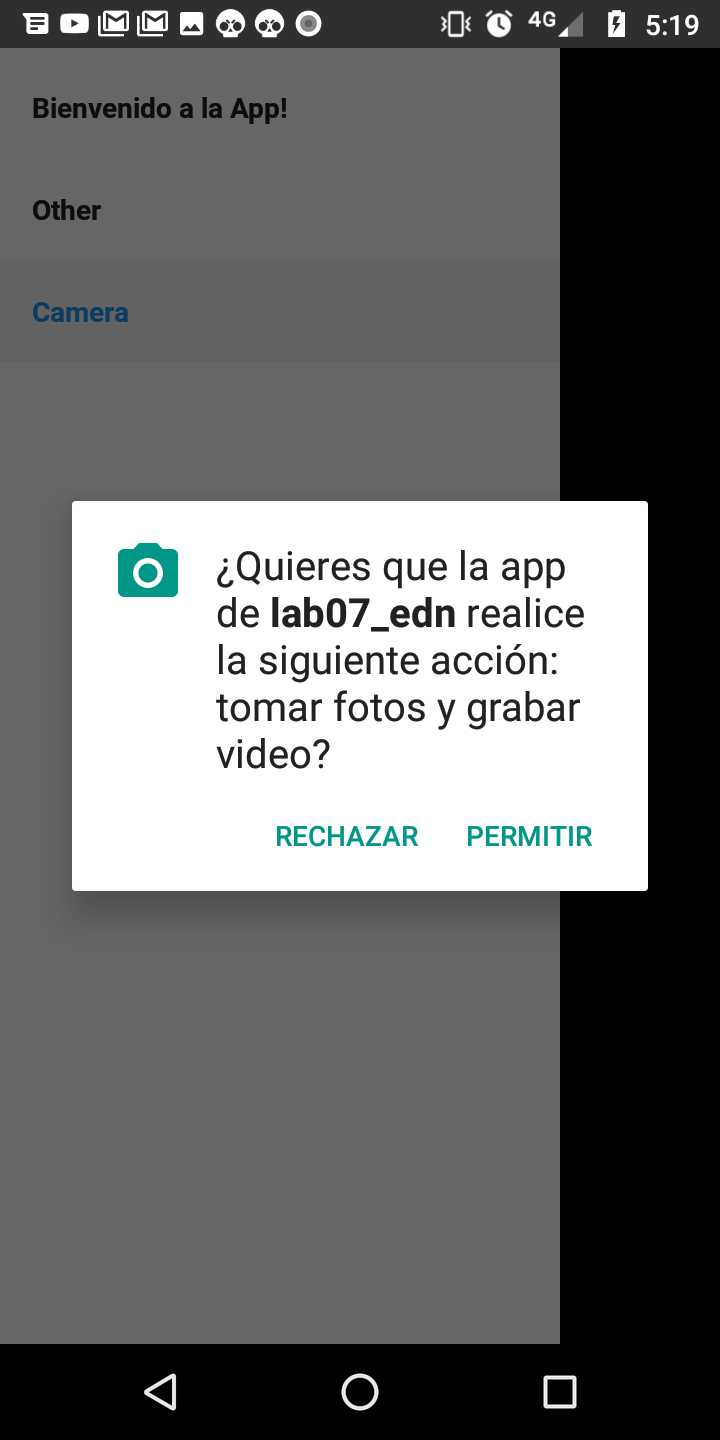 4G 5:19
Bienvenido a la App!
Other
Camera
¿Quieres que la app
de lab07_edn realice
la siguiente acción:
tomar fotos y grabar
video?
RECHAZAR PERMITIR